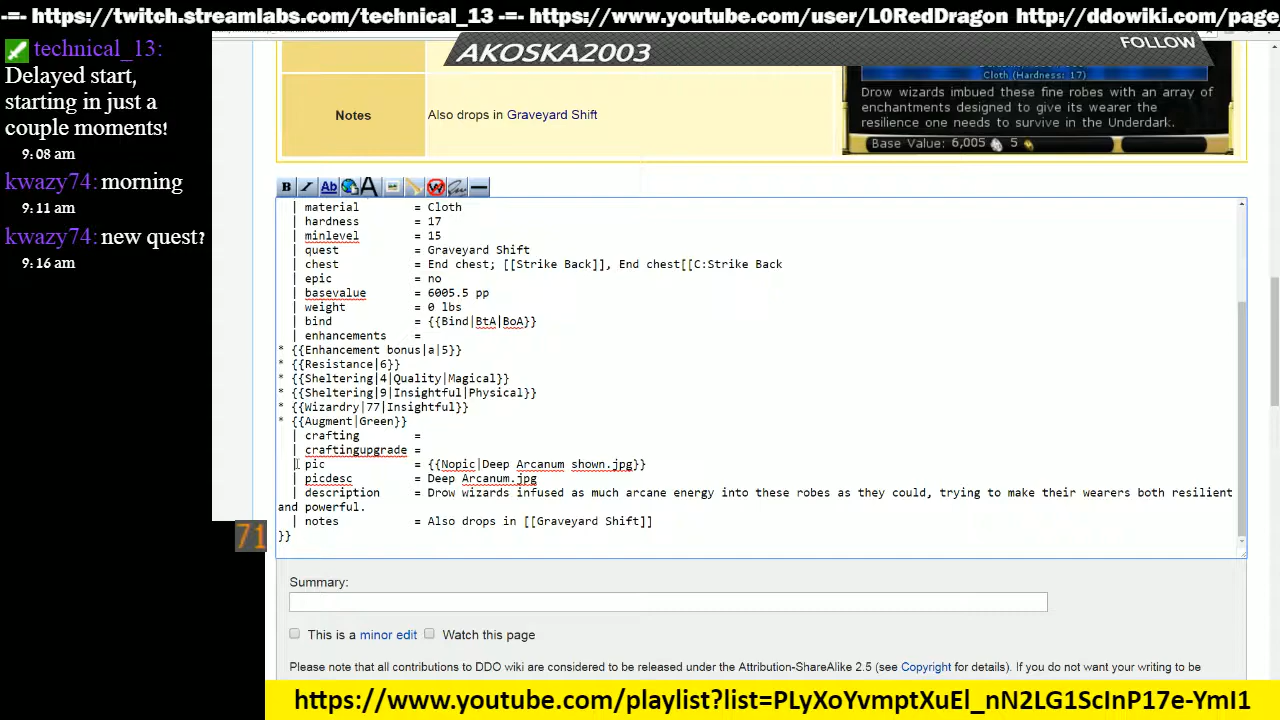 -=- https://twitch.streamlabs.com/technical_13 -=- https://www.youtube.com/user/L0RedDragon http://ddowiki.com/page
technical_13:
Delayed start,
starting in just a
couple moments!
9:08 am
kwazy74: morning
9:11 am
kwazy74: new quest?
9:16 am
AKOSKA2003
FOLLOW
Notes
Also drops in Graveyard Shift
Cloth (Hardness: 17)
Drow wizards imbued these fine robes with an array of
enchantments designed to give its wearer the
resilience one needs to survive in the Underdark.
Base Value: 6,005 5
| material = Cloth
| hardness = 17
| minlevel = 15
| quest = Graveyard Shift
| chest = End chest; [[Strike Back]], End chest[[C:Strike Back
| epic = no
| basevalue = 6005.5 pp
| weight = 0 lbs
| bind = {{Bind|BtA|BoA}}
| enhancements =
* {{Enhancement bonus|a|5}}
* {{Resistance|6}}
* {{Sheltering|4|Quality|Magical}}
* {{Sheltering|9|Insightful|Physical}}
* {{Wizardry|77|Insightful}}
* {{Augment|Green}}
| crafting =
| craftingupgrade =
| pic = {{Nopic|Deep Arcanum shown.jpg}}
| picdesc = Deep Arcanum.jpg
| description = Drow wizards infused as much arcane energy into these robes as they could, trying to make their wearers both resilient
and powerful.
| notes = Also drops in [[Graveyard Shift]]
}}
71
Summary:
This is a minor edit Watch this page
Please note that all contributions to DDO wiki are considered to be released under the Attribution-ShareAlike 2.5 (see Copyright for details). If you do not want your writing to be
https://www.youtube.com/playlist?list=PLyXoYvmptXuEl_nN2LG1ScInP17e-YmI1